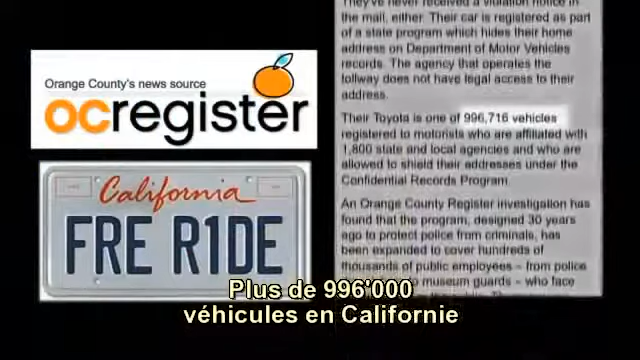 They've never received a violation notice in
the mail, either. Their car is registered as part
of a state program which hides their home
address on Department of Motor Vehicles
records. The agency that operates the
tollway does not have legal access to their
address.
Their Toyota is one of 996,716 vehicles
registered to motorists who are affiliated with
1,800 state and local agencies and who are
allowed to shield their addresses under the
Confidential Records Program.
An Orange County Register investigation has
found that the program, designed 30 years
ago to protect police from criminals, has
been expanded to cover hundreds of
thousands of public employees – from police
museum guards – who face
Orange County's news source
ocregister
California
FRE R1DE
Plus de 996'000
véhicules en Californie